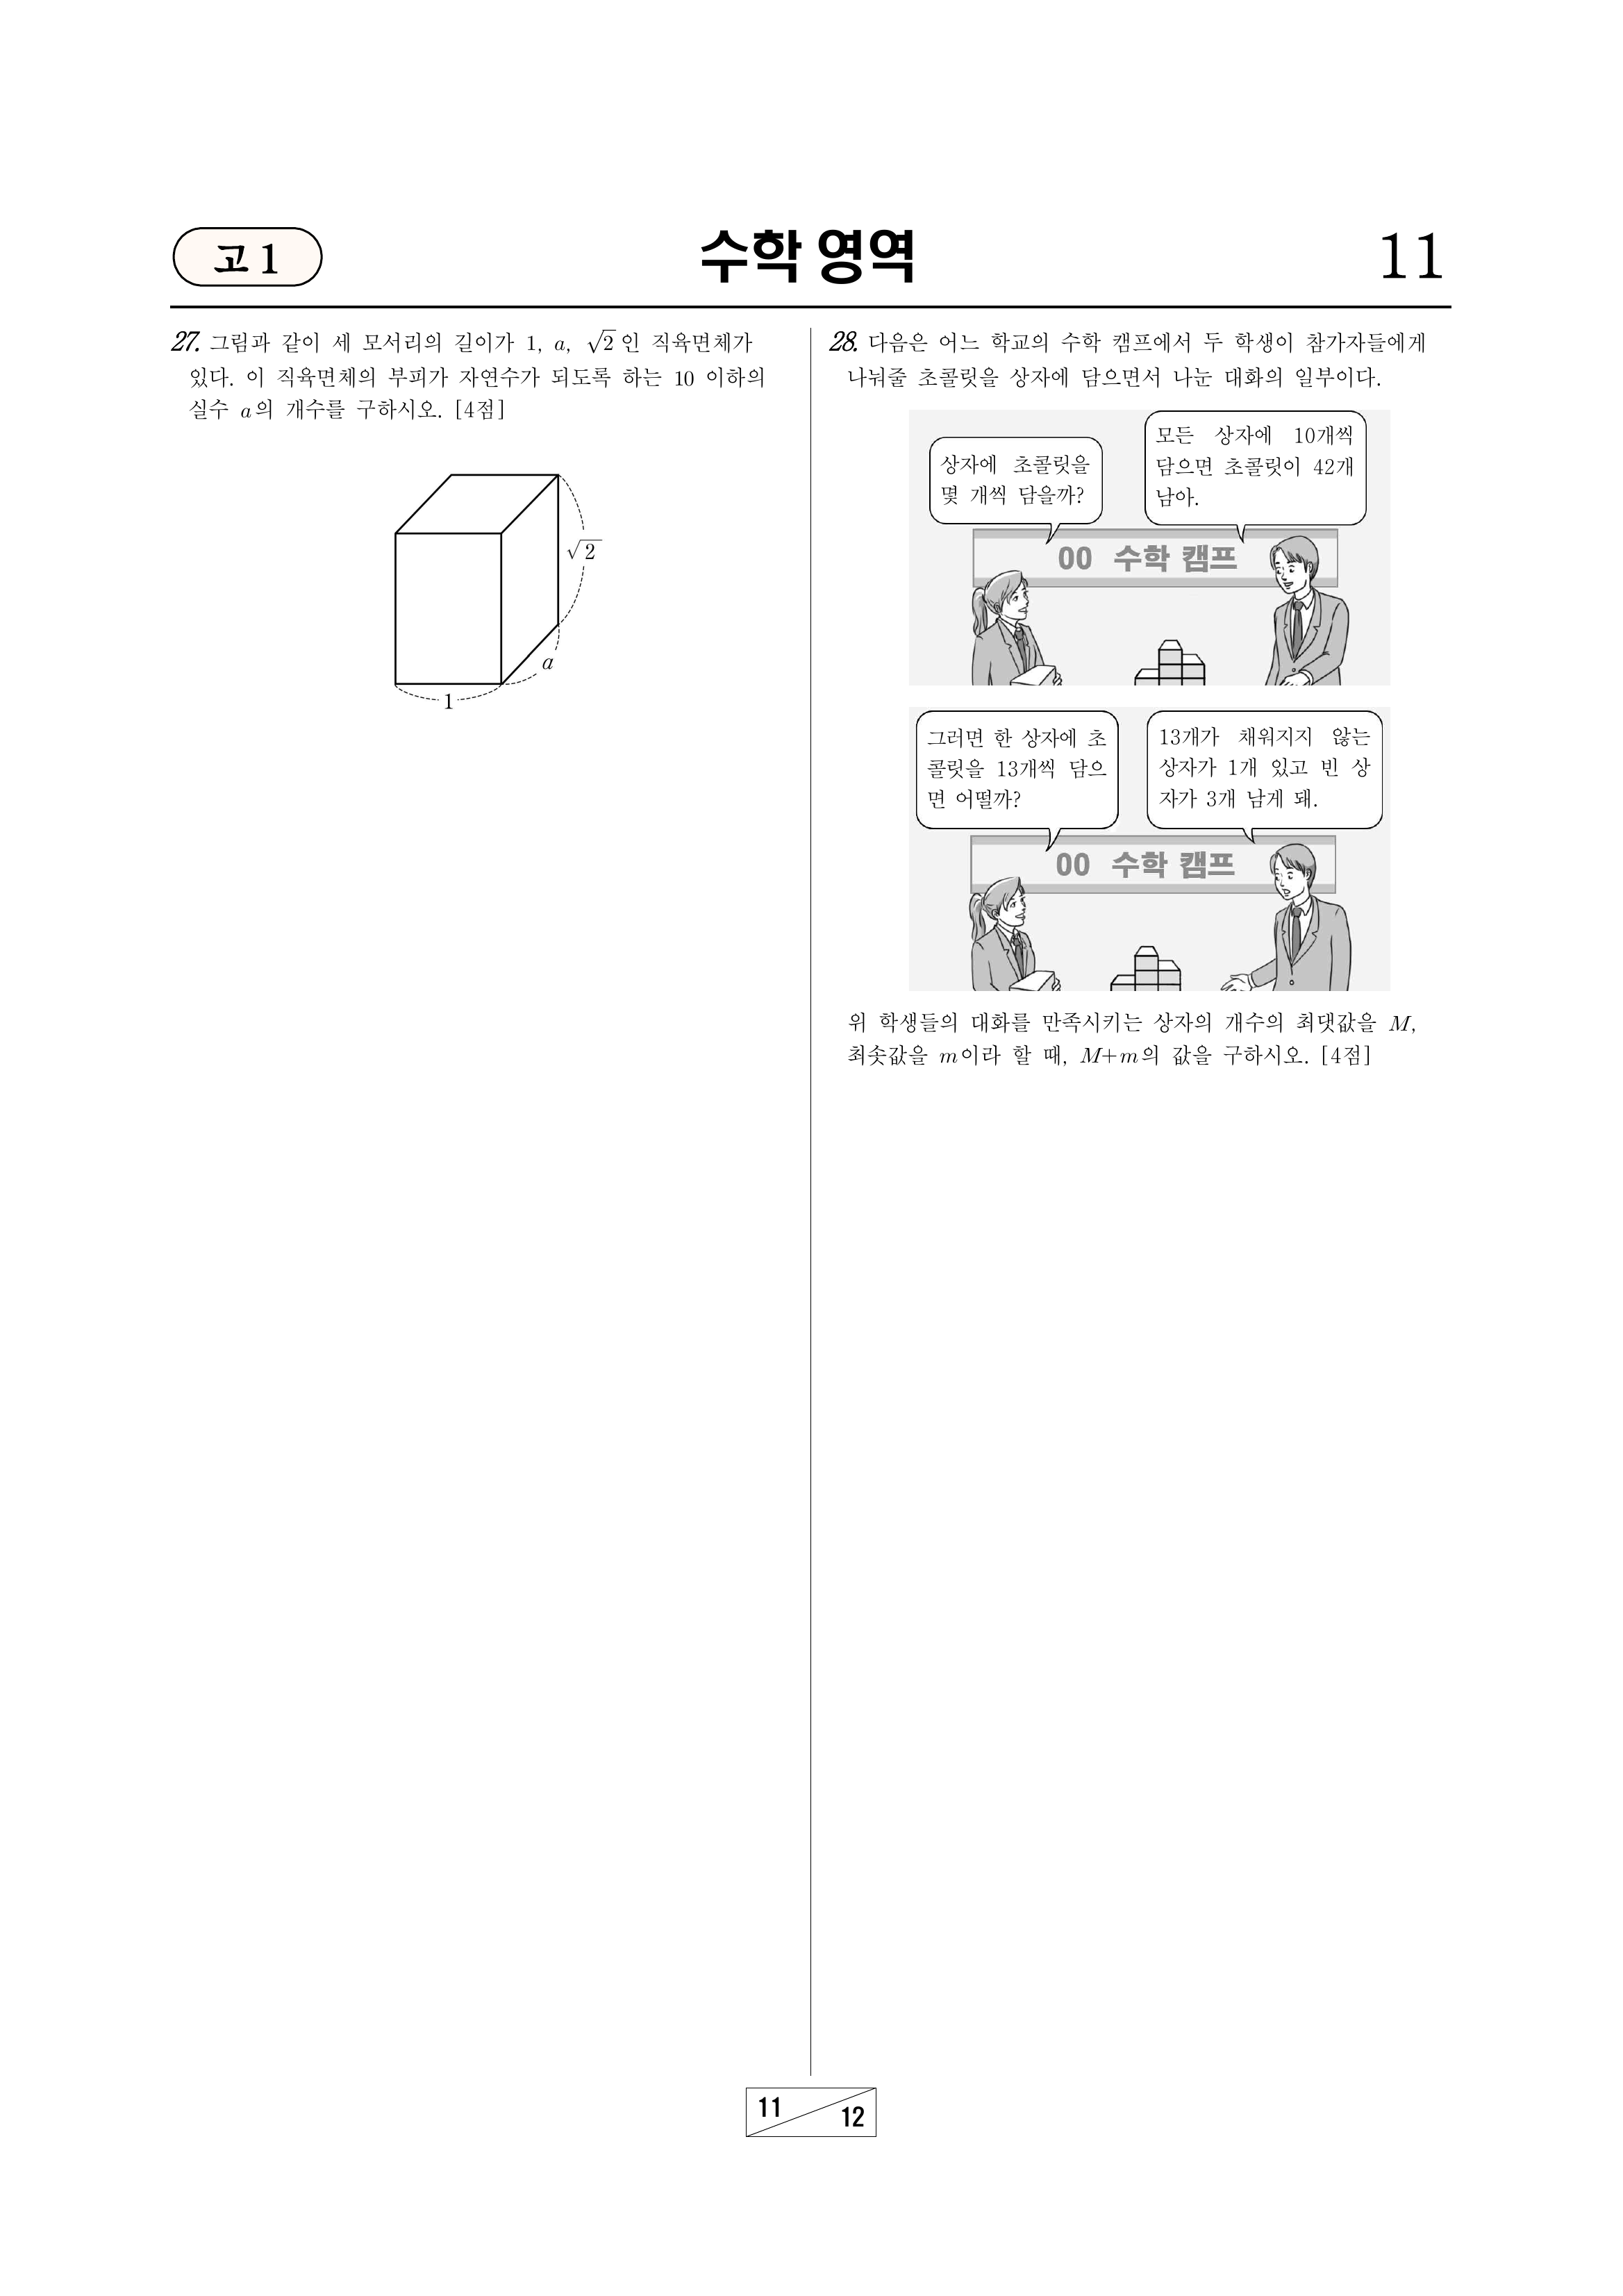 고 1
수학 영역
11
27. 그림과 같이 세 모서리의 길이가 1, a, √2 인 직육면체가
있다. 이 직육면체의 부피가 자연수가 되도록 하는 10 이하의
실수 a의 개수를 구하시오. [4점]
√2
a
1
28. 다음은 어느 학교의 수학 캠프에서 두 학생이 참가자들에게
나눠줄 초콜릿을 상자에 담으면서 나눈 대화의 일부이다.
상자에 초콜릿을
몇 개씩 담을까?
모든 상자에 10개씩
담으면 초콜릿이 42개
남아.
00 수학 캠프
그러면 한 상자에 초
콜릿을 13개씩 담으
면 어떨까?
13개가 채워지지 않는
상자가 1개 있고 빈 상
자가 3개 남게 돼.
00 수학 캠프
위 학생들의 대화를 만족시키는 상자의 개수의 최댓값을 M,
최솟값을 m이라 할 때, M+m의 값을 구하시오. [4점]
11
12